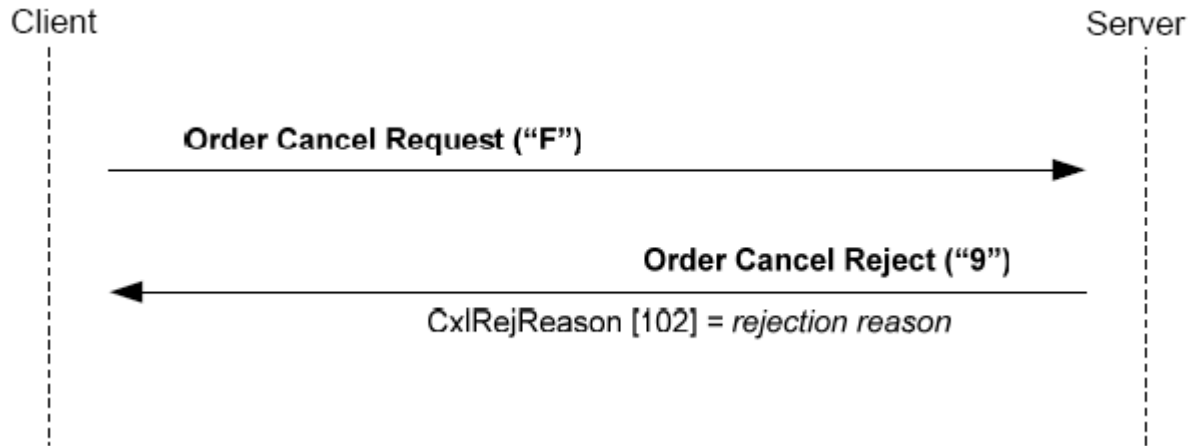 Client
Server
Order Cancel Request (“F”)
Order Cancel Reject (“9”)
CxlRejReason [102] = rejection reason